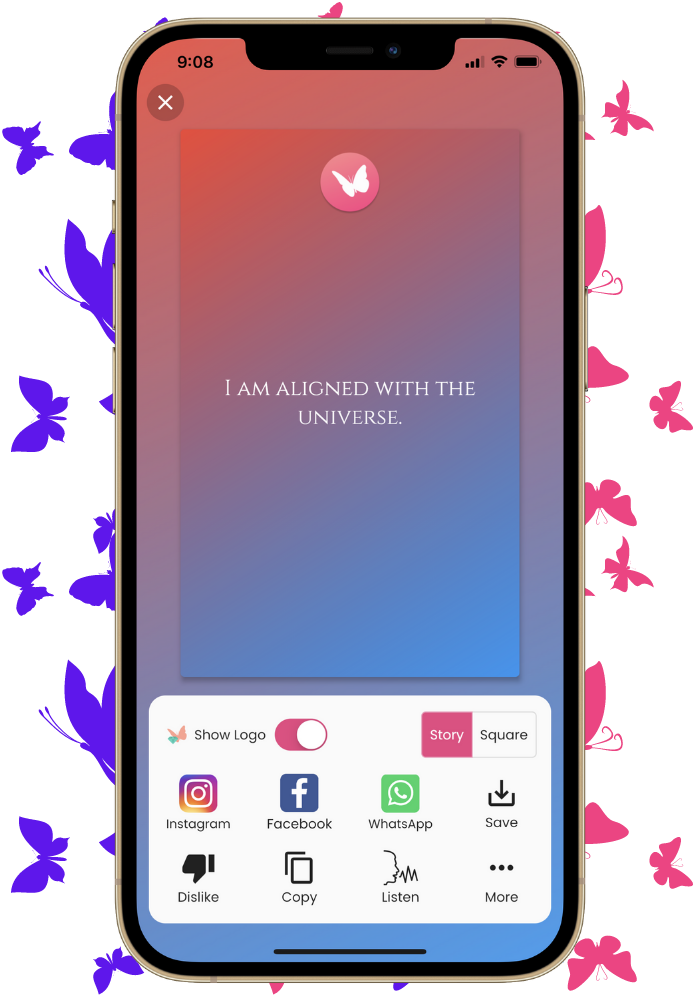 9:08
I AM ALIGNED WITH THE
UNIVERSE.
Show Logo
Story
Square
Instagram
Facebook
WhatsApp
Save
Dislike
Copy
Listen
More